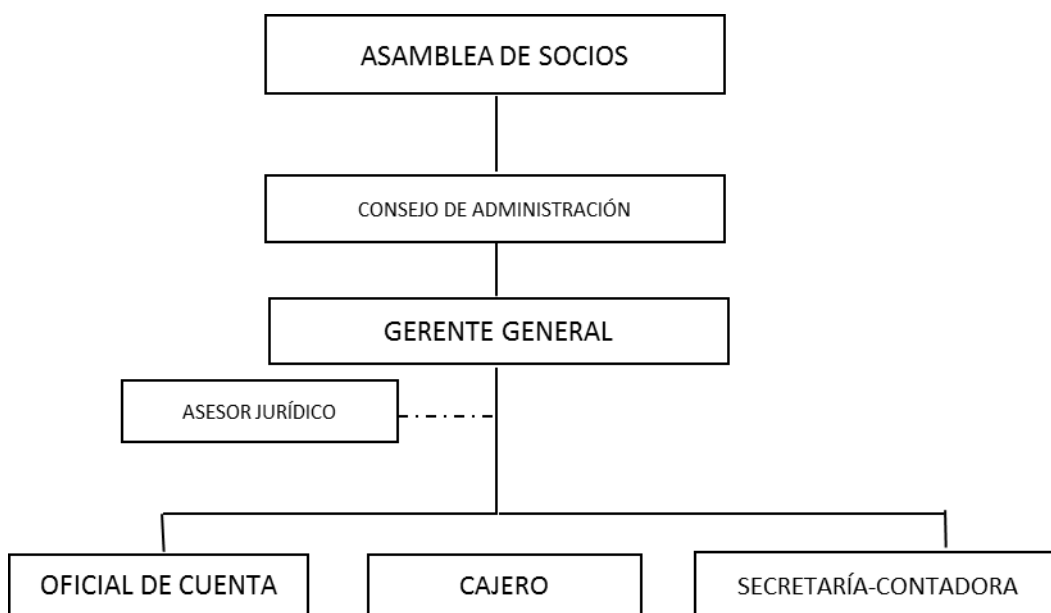 ASAMBLEA DE SOCIOS
CONSEJO DE ADMINISTRACIÓN
GERENTE GENERAL
ASESOR JURÍDICO
OFICIAL DE CUENTA
CAJERO
SECRETARÍA-CONTADORA